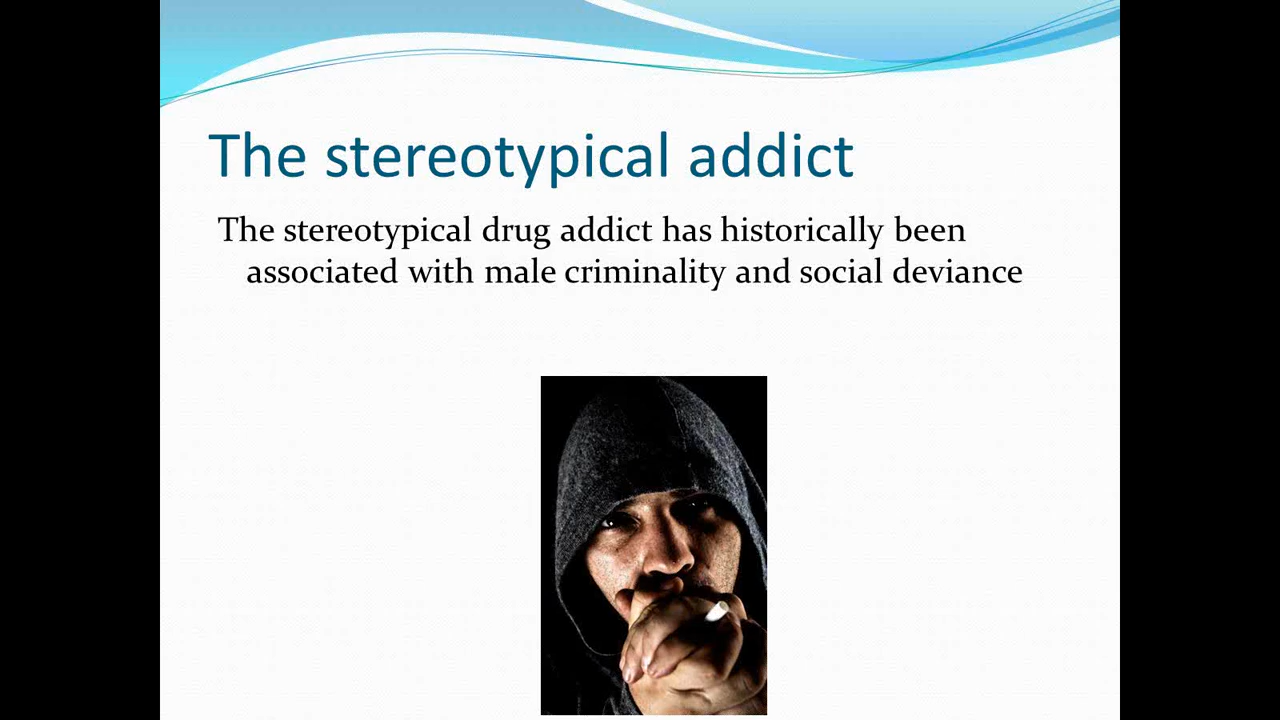 The stereotypical addict
The stereotypical drug addict has historically been
associated with male criminality and social deviance